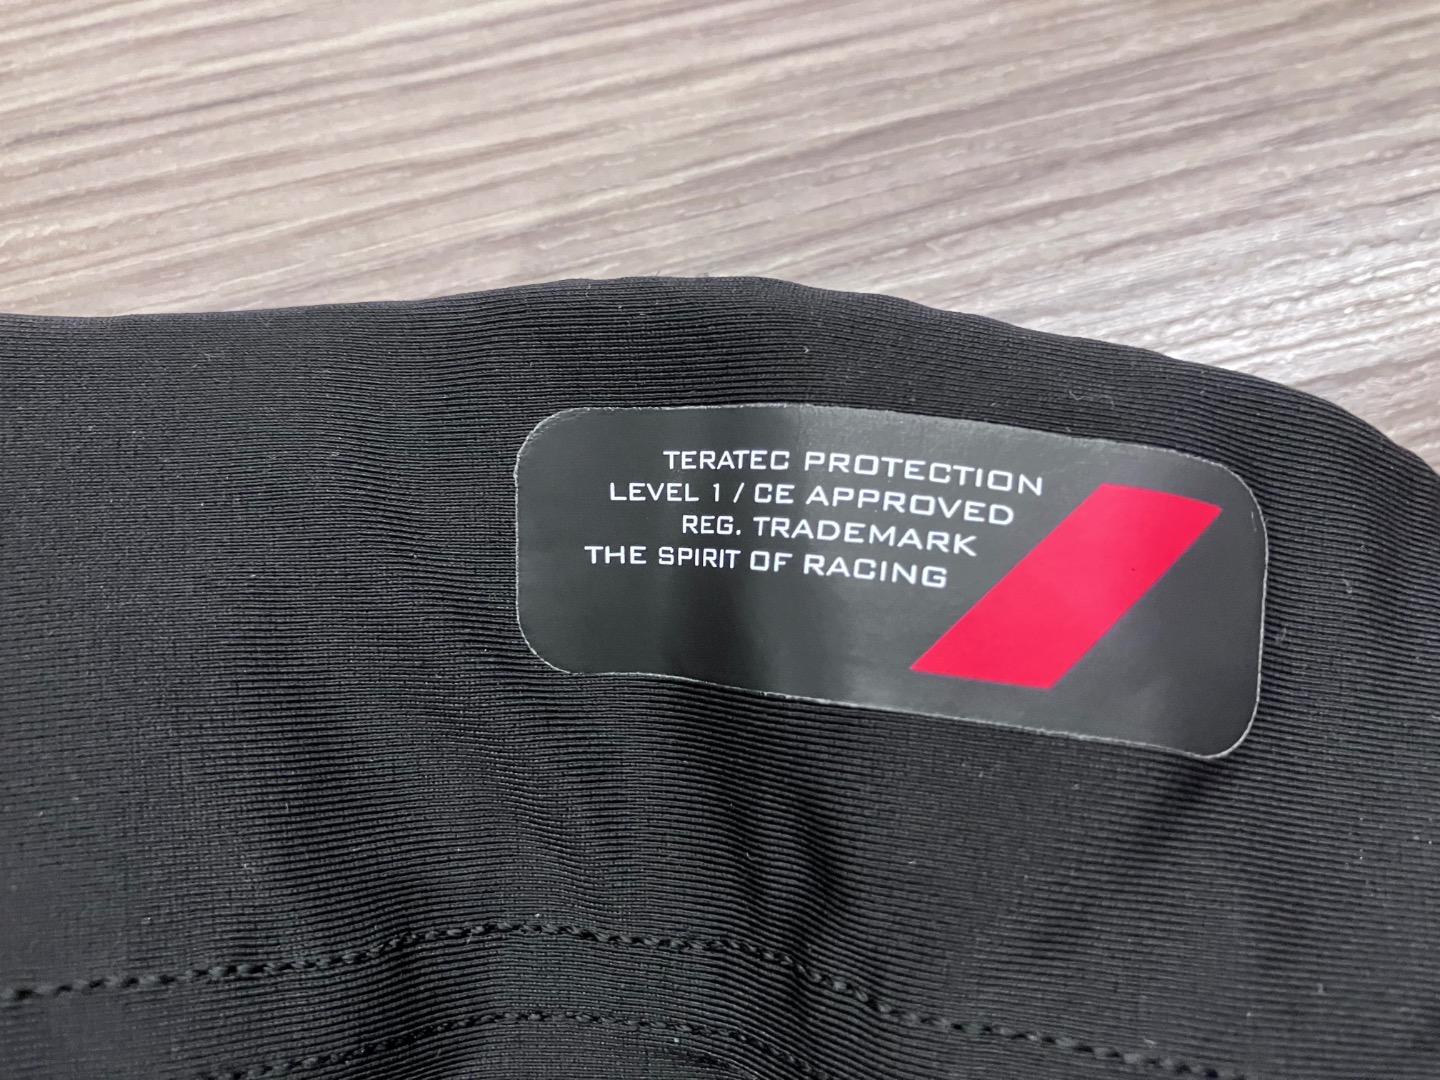 TERATEC PROTECTION
LEVEL 1 / CE APPROVED
REG. TRADEMARK
THE SPIRIT OF RACING